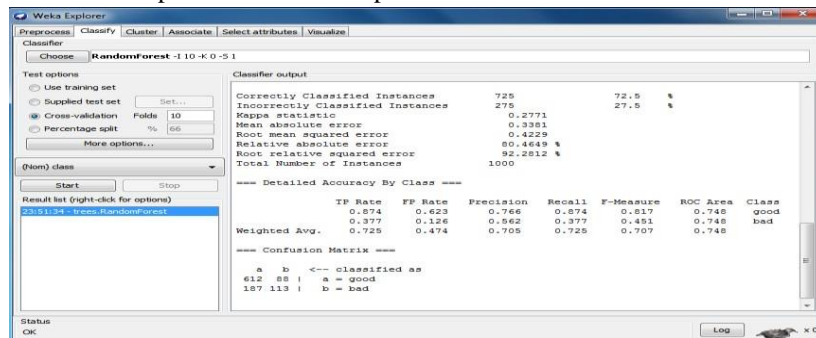 Weka Explorer
Preprocess Classify Cluster Associate Select attributes Visualize
Classifier
Choose RandomForest -I 10 -K 0 -S 1
Test options
Use training set
Supplied test set Set...
Cross-validation Folds 10
Percentage split % 66
More options...
(Nom) class
Start Stop
Result list (right-click for options)
23:51:34 - trees.RandomForest
Classifier output
Correctly Classified Instances 725 72.5 %
Incorrectly Classified Instances 275 27.5 %
Kappa statistic 0.2771
Mean absolute error 0.3381
Root mean squared error 0.4229
Relative absolute error 80.4649 %
Root relative squared error 92.2812 %
Total Number of Instances 1000
=== Detailed Accuracy By Class ===
TP Rate FP Rate Precision Recall F-Measure ROC Area Class
0.874 0.623 0.766 0.874 0.817 0.748 good
0.377 0.126 0.562 0.377 0.451 0.748 bad
Weighted Avg. 0.725 0.474 0.705 0.725 0.707 0.748
=== Confusion Matrix ===
a b <-- classified as
612 88 | a = good
187 113 | b = bad
Status
OK
Log
x 0